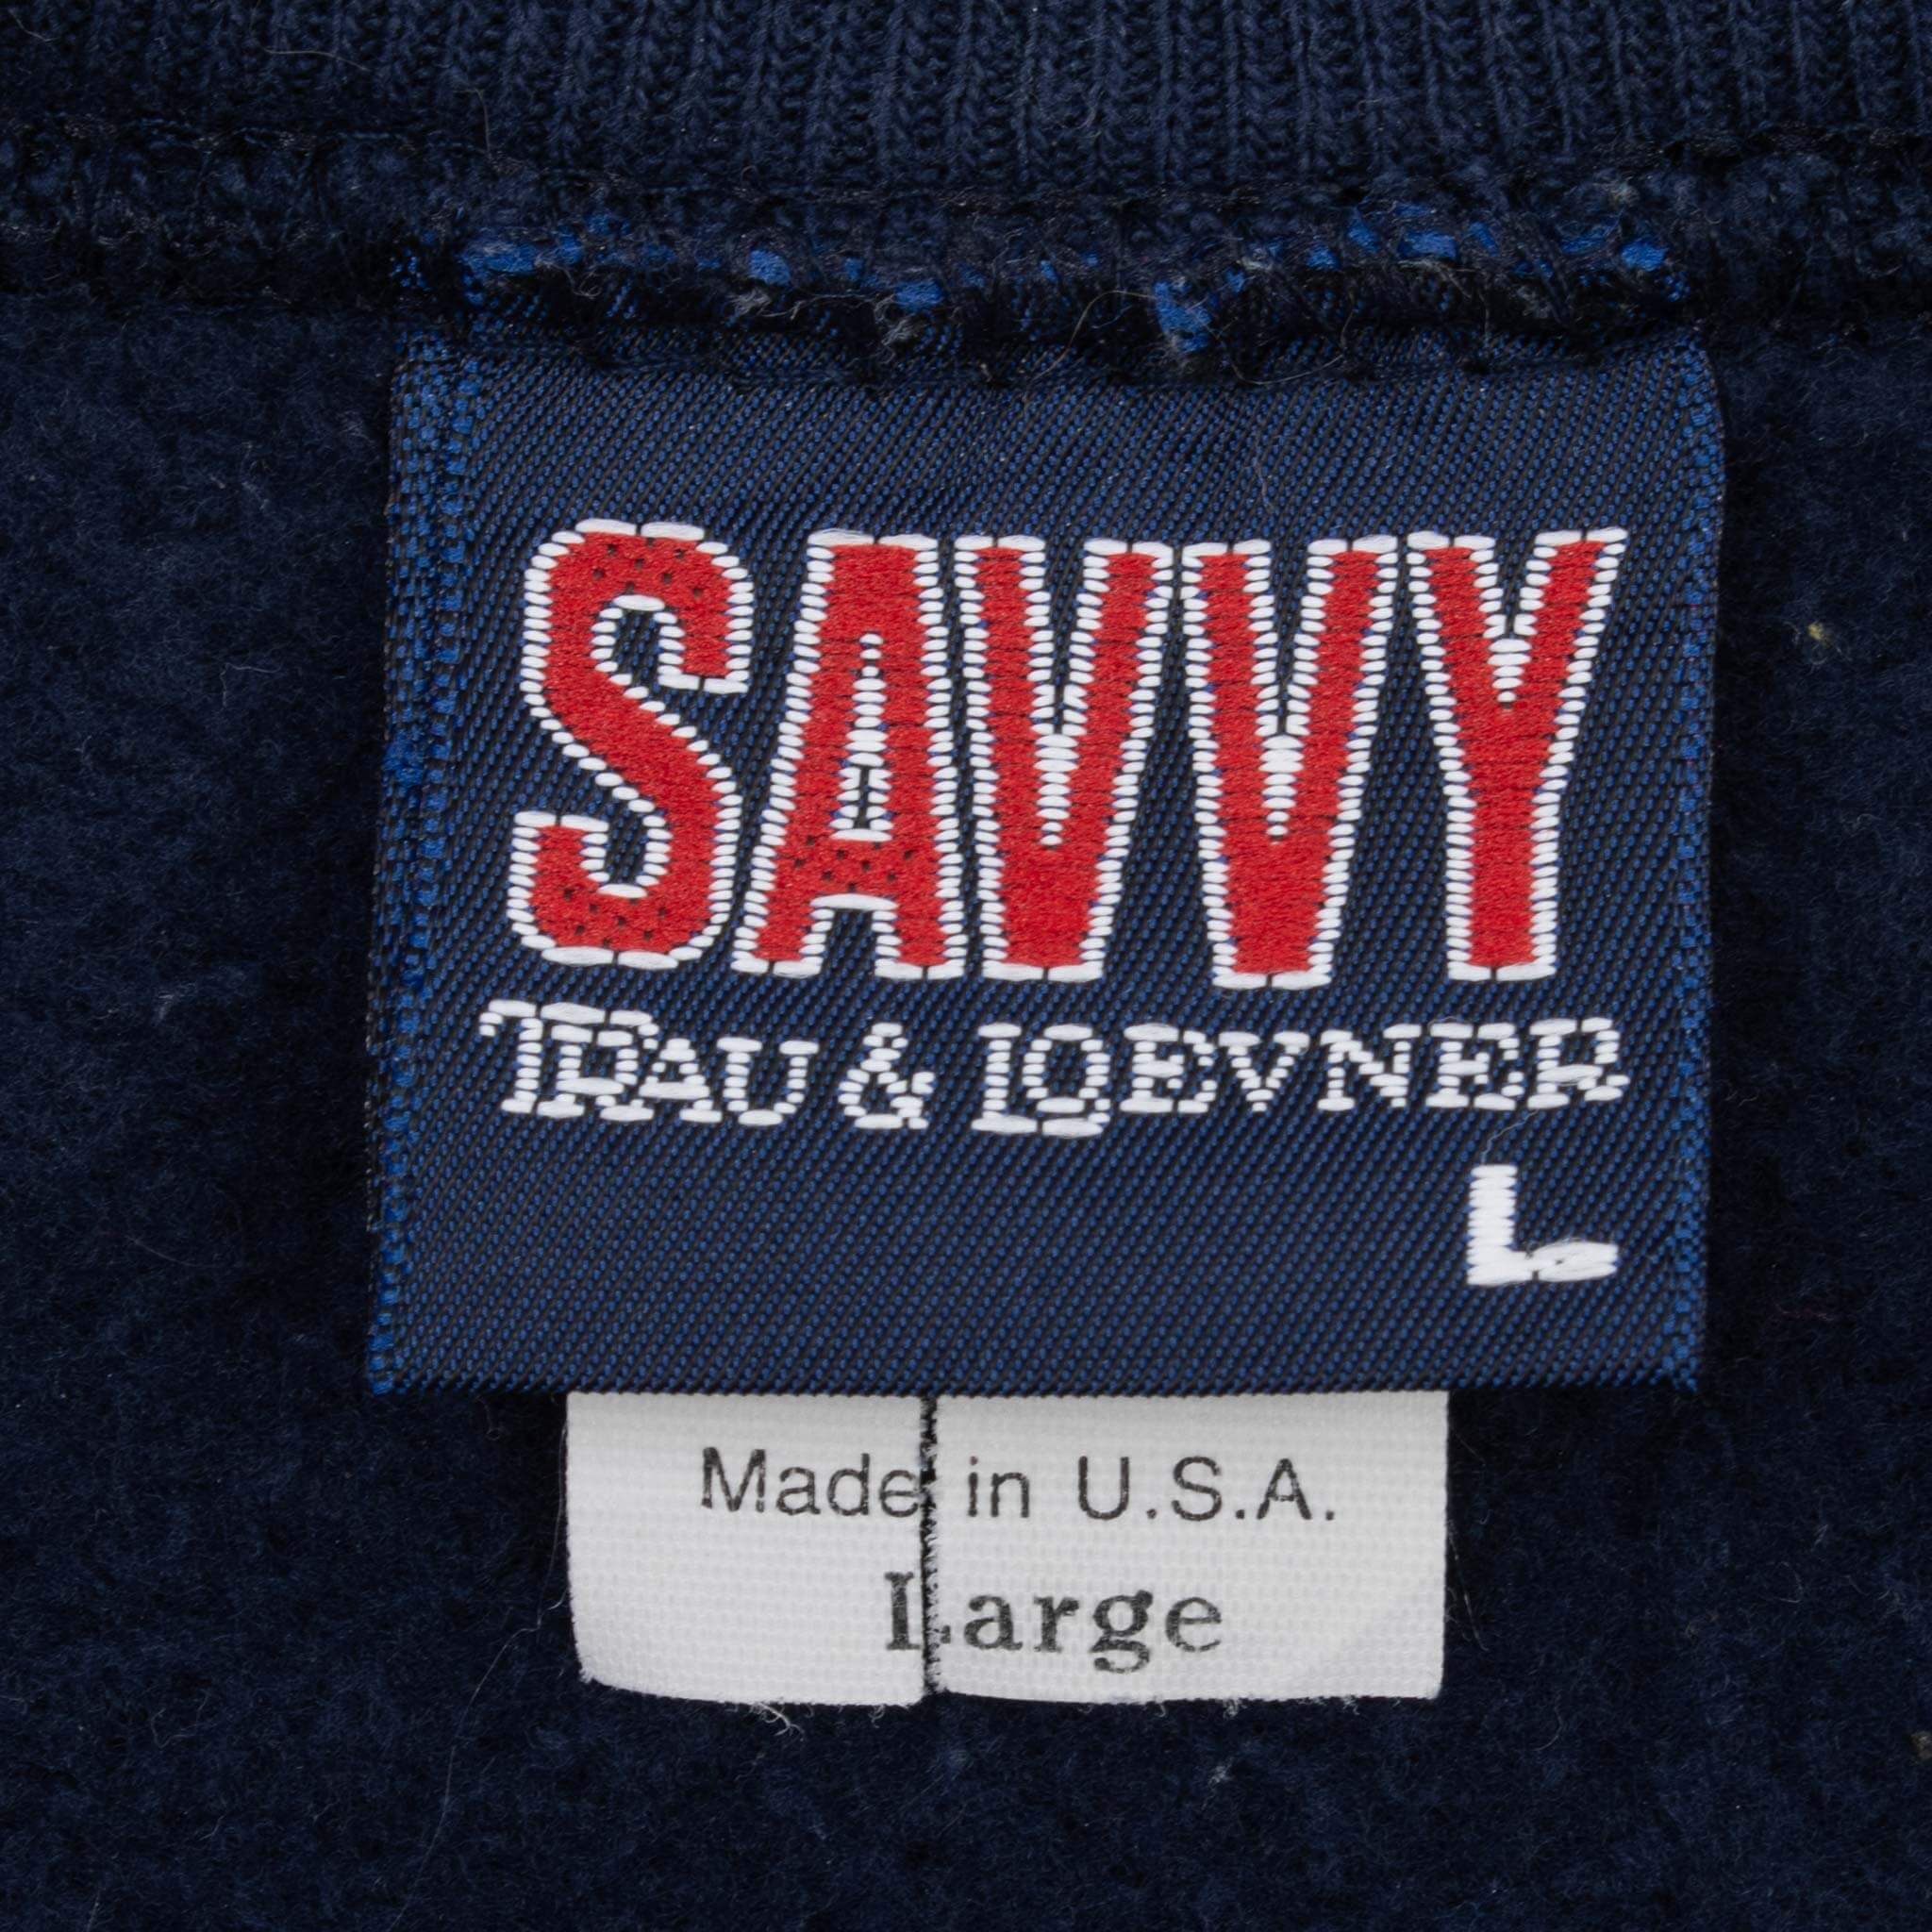 SAVVY
TRAU & LOEVNER
L
Made in U.S.A.
Large